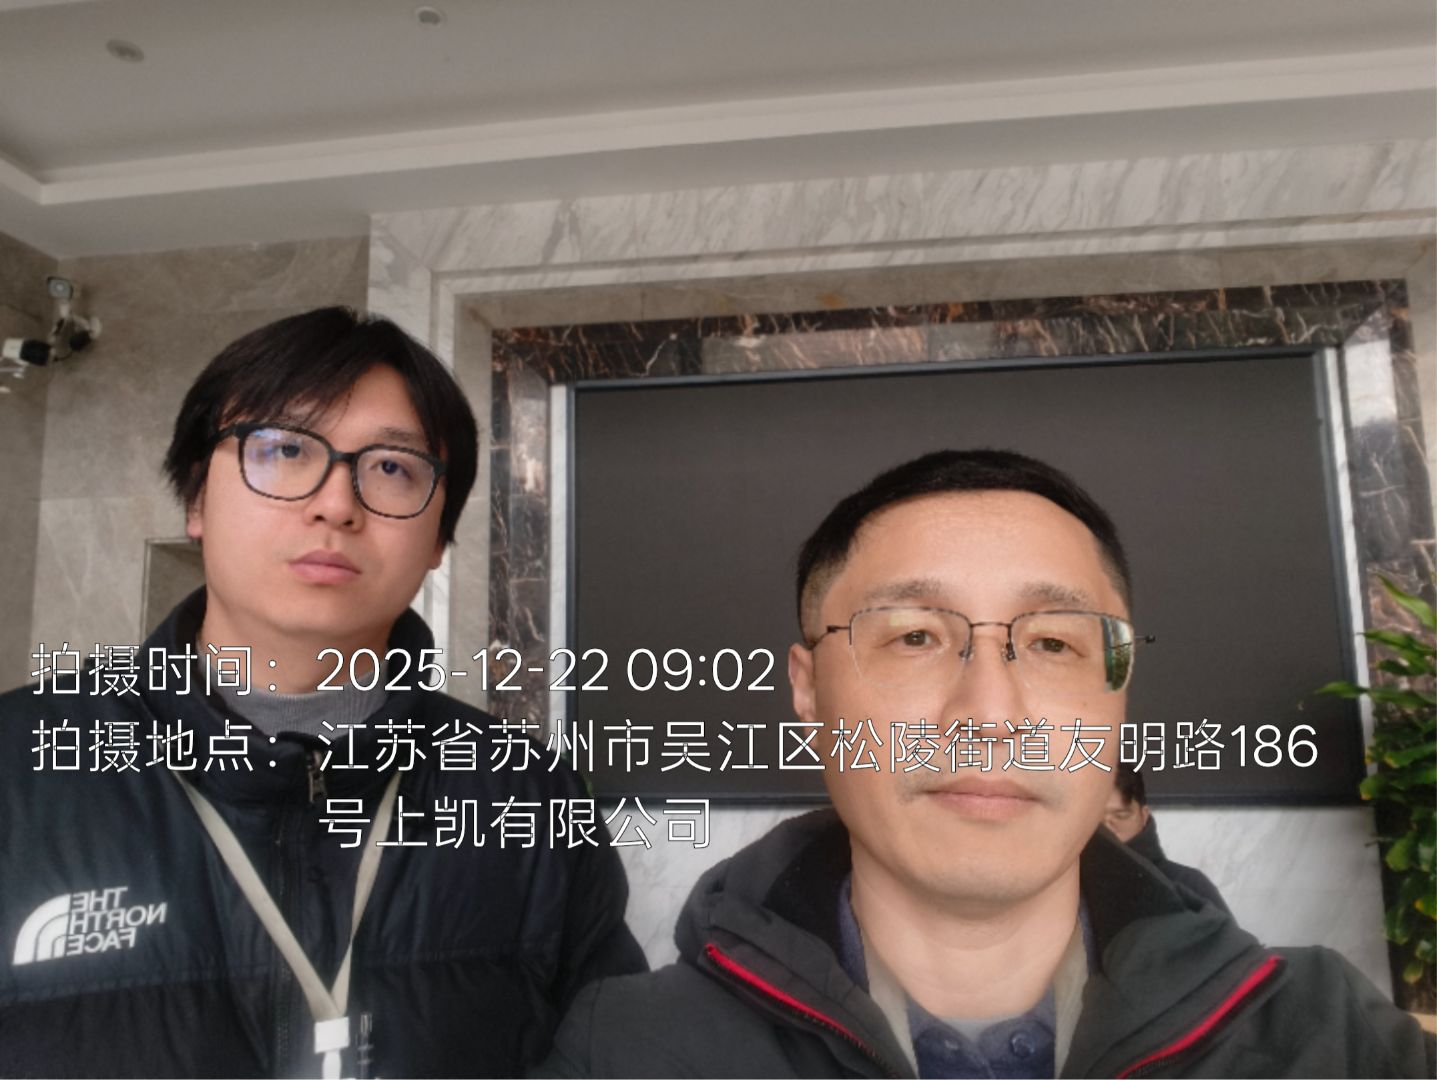 拍摄时间：2025-12-22 09:02
拍摄地点：江苏省苏州市吴江区松陵街道友明路186
号上凯有限公司
THE
NORTH
FACE